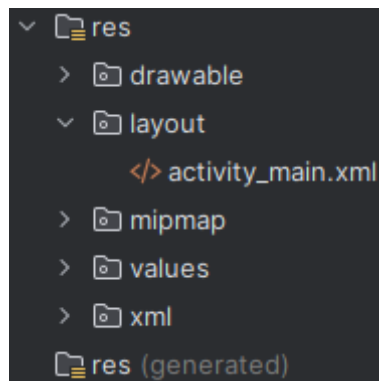 res
drawable
layout
</> activity_main.xml
mipmap
values
xml
res (generated)